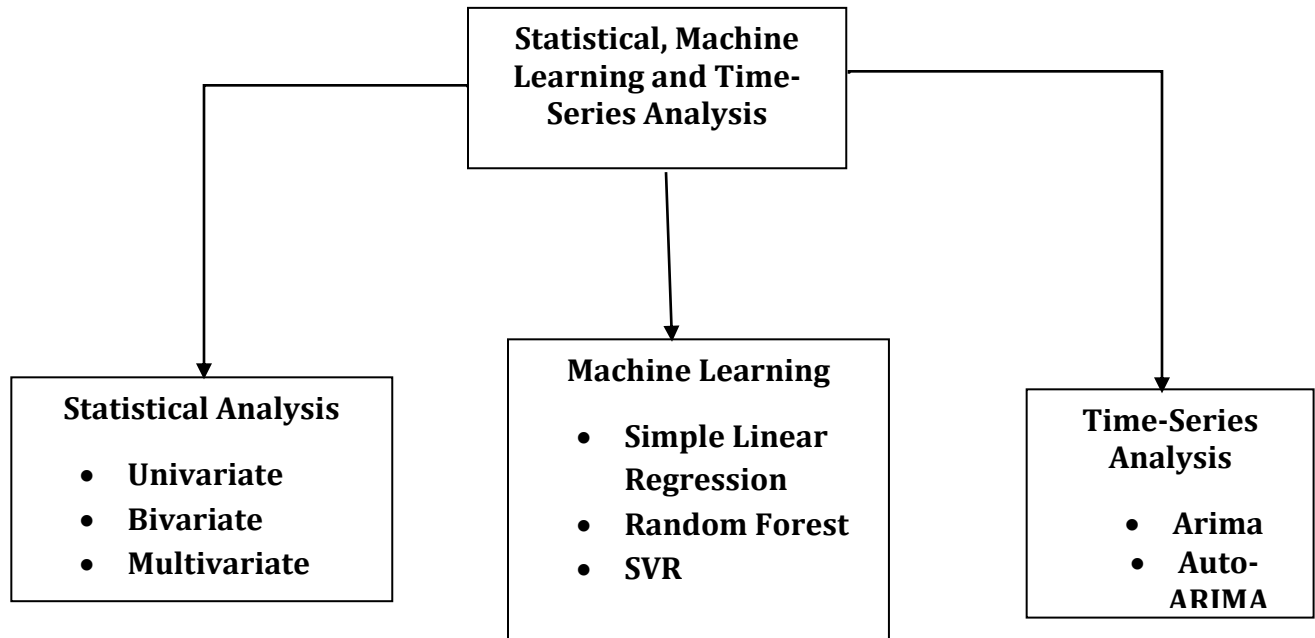 Statistical, Machine
Learning and Time-
Series Analysis
Statistical Analysis
• Univariate
• Bivariate
• Multivariate
Machine Learning
• Simple Linear
Regression
• Random Forest
• SVR
Time-Series
Analysis
• Arima
• Auto-
ARIMA